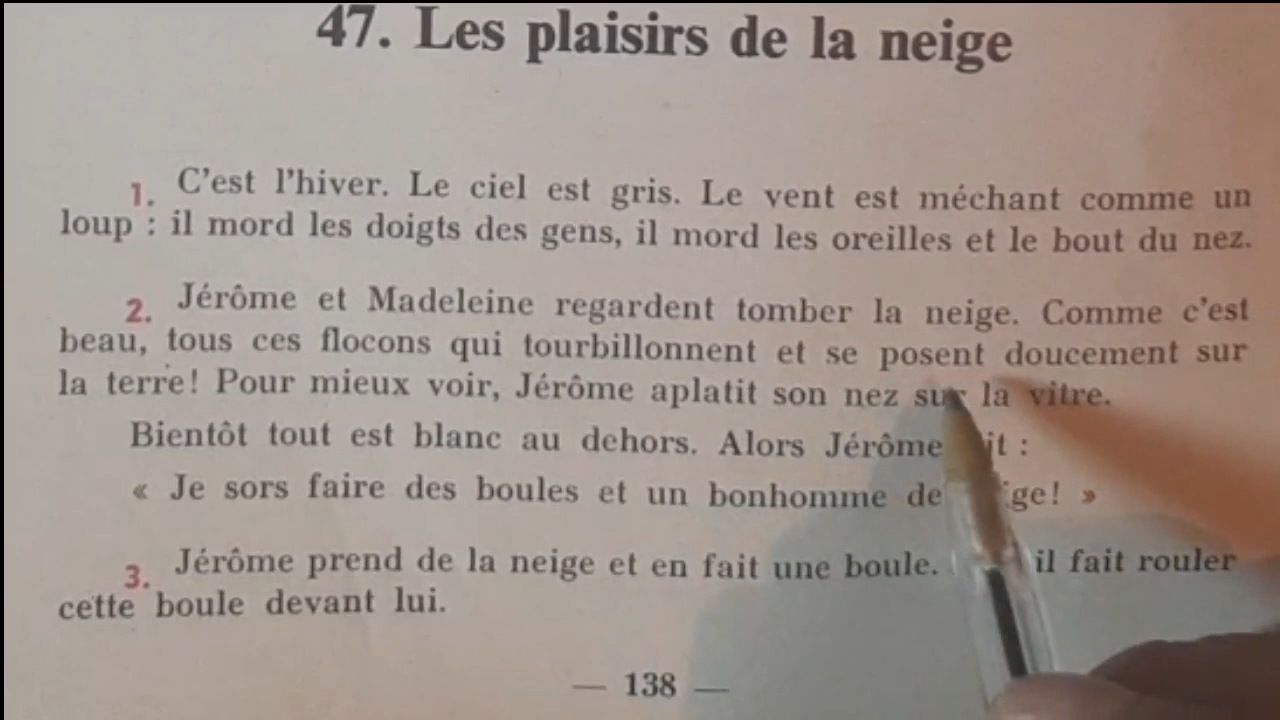 47. Les plaisirs de la neige
1. C'est l'hiver. Le ciel est gris. Le vent est méchant comme un
loup : il mord les doigts des gens, il mord les oreilles et le bout du nez.
2. Jérôme et Madeleine regardent tomber la neige. Comme c'est
beau, tous ces flocons qui tourbillonnent et se posent doucement sur
la terre! Pour mieux voir, Jérôme aplatit son nez sur la vitre.
Bientôt tout est blanc au dehors. Alors Jérôme :
« Je sors faire des boules et un bonhomme de ! »
3. Jérôme prend de la neige et en fait une boule. il fait rouler
cette boule devant lui.
— 138 —